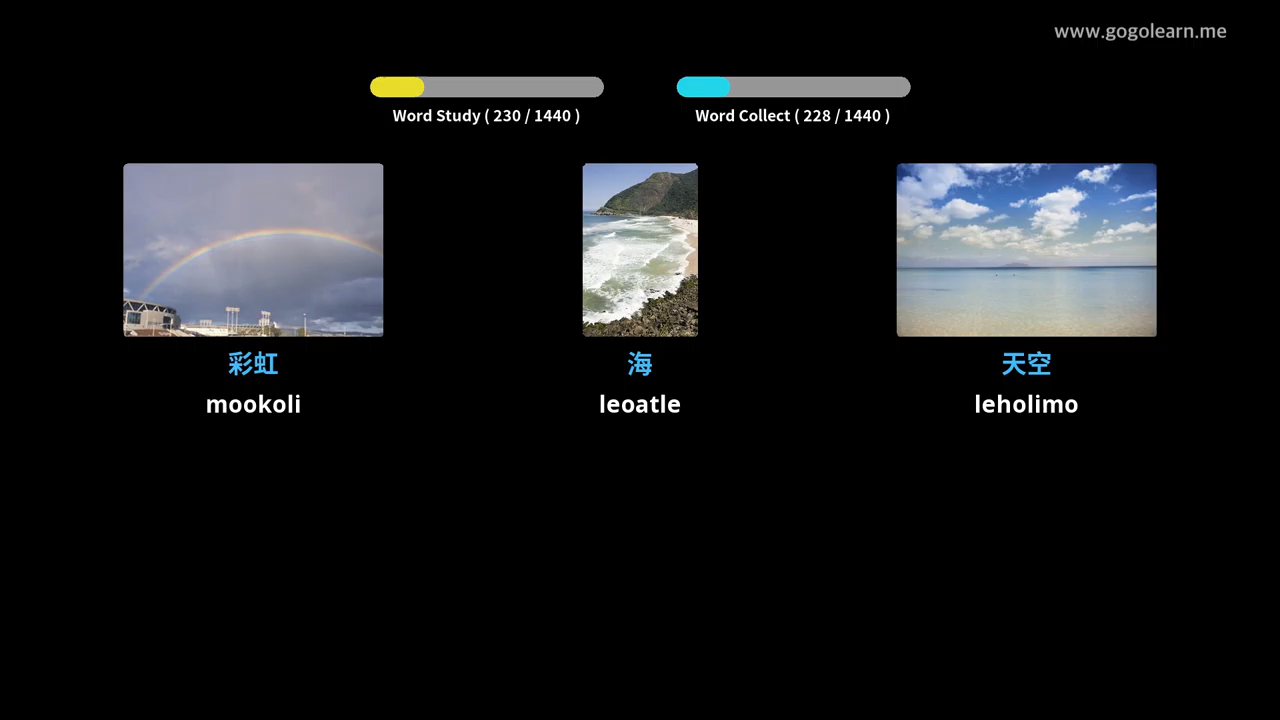 www.gogolearn.me
Word Study ( 230 / 1440 )
Word Collect ( 228 / 1440 )
彩虹
海
天空
mookoli
leoatle
leholimo